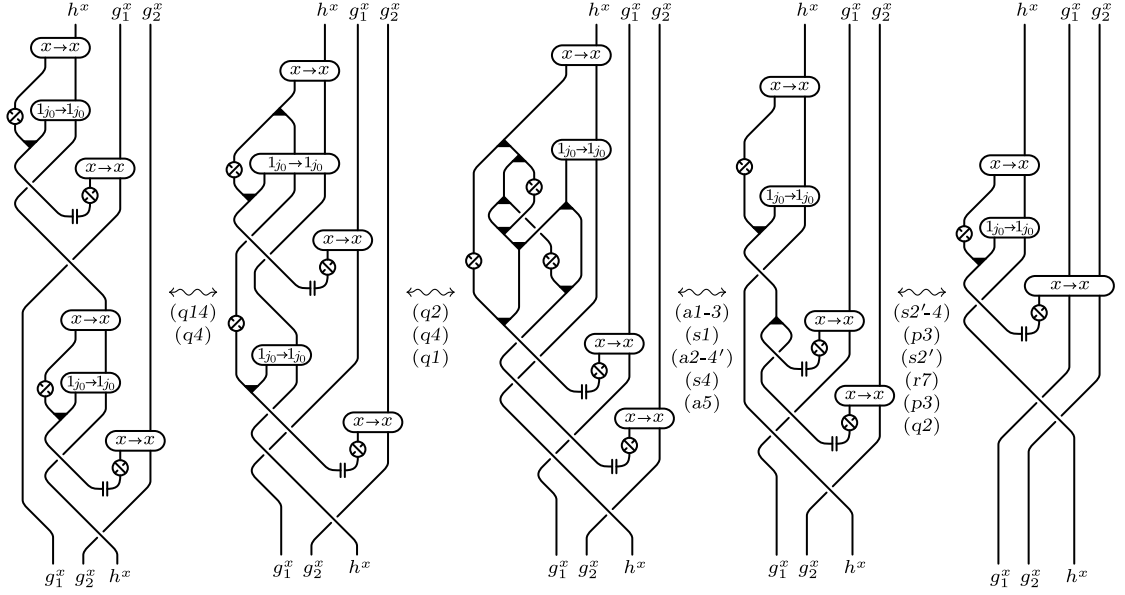 h^x g_1^x g_2^x
x→x
1_{j_0}→1_{j_0}
x→x
x→x
1_{j_0}→1_{j_0}
x→x
g_1^x g_2^x h^x
(q14)
(q4)
h^x g_1^x g_2^x
x→x
1_{j_0}→1_{j_0}
x→x
1_{j_0}→1_{j_0}
x→x
g_1^x g_2^x h^x
(q2)
(q4)
(q1)
h^x g_1^x g_2^x
x→x
1_{j_0}→1_{j_0}
x→x
x→x
g_1^x g_2^x h^x
(a1-3)
(s1)
(a2-4′)
(s4)
(a5)
h^x g_1^x g_2^x
x→x
1_{j_0}→1_{j_0}
x→x
x→x
g_1^x g_2^x h^x
(s2′-4)
(p3)
(s2′)
(r7)
(p3)
(q2)
h^x g_1^x g_2^x
x→x
1_{j_0}→1_{j_0}
x→x
g_1^x g_2^x h^x